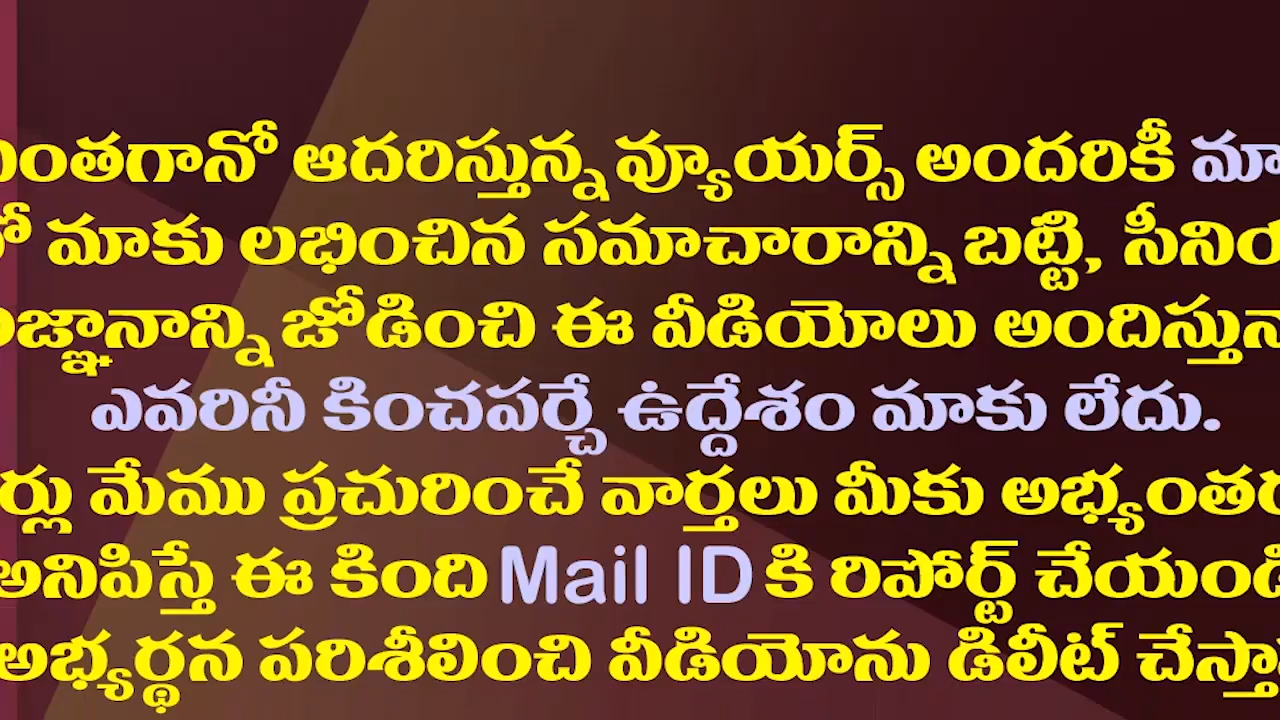 ఎంతగానో ఆదరిస్తున్న వ్యూయర్స్ అందరికీ మా
మాకు లభించిన సమాచారాన్ని బట్టి, సీనియ
జ్ఞానాన్ని జోడించి ఈ వీడియోలు అందిస్తున్నా
ఎవరినీ కించపర్చే ఉద్దేశం మాకు లేదు.
ర్లు మేము ప్రచురించే వార్తలు మీకు అభ్యంతర
అనిపిస్తే ఈ కింది Mail ID కి రిపోర్ట్ చేయండి
అభ్యర్థన పరిశీలించి వీడియోను డిలీట్ చేస్తా